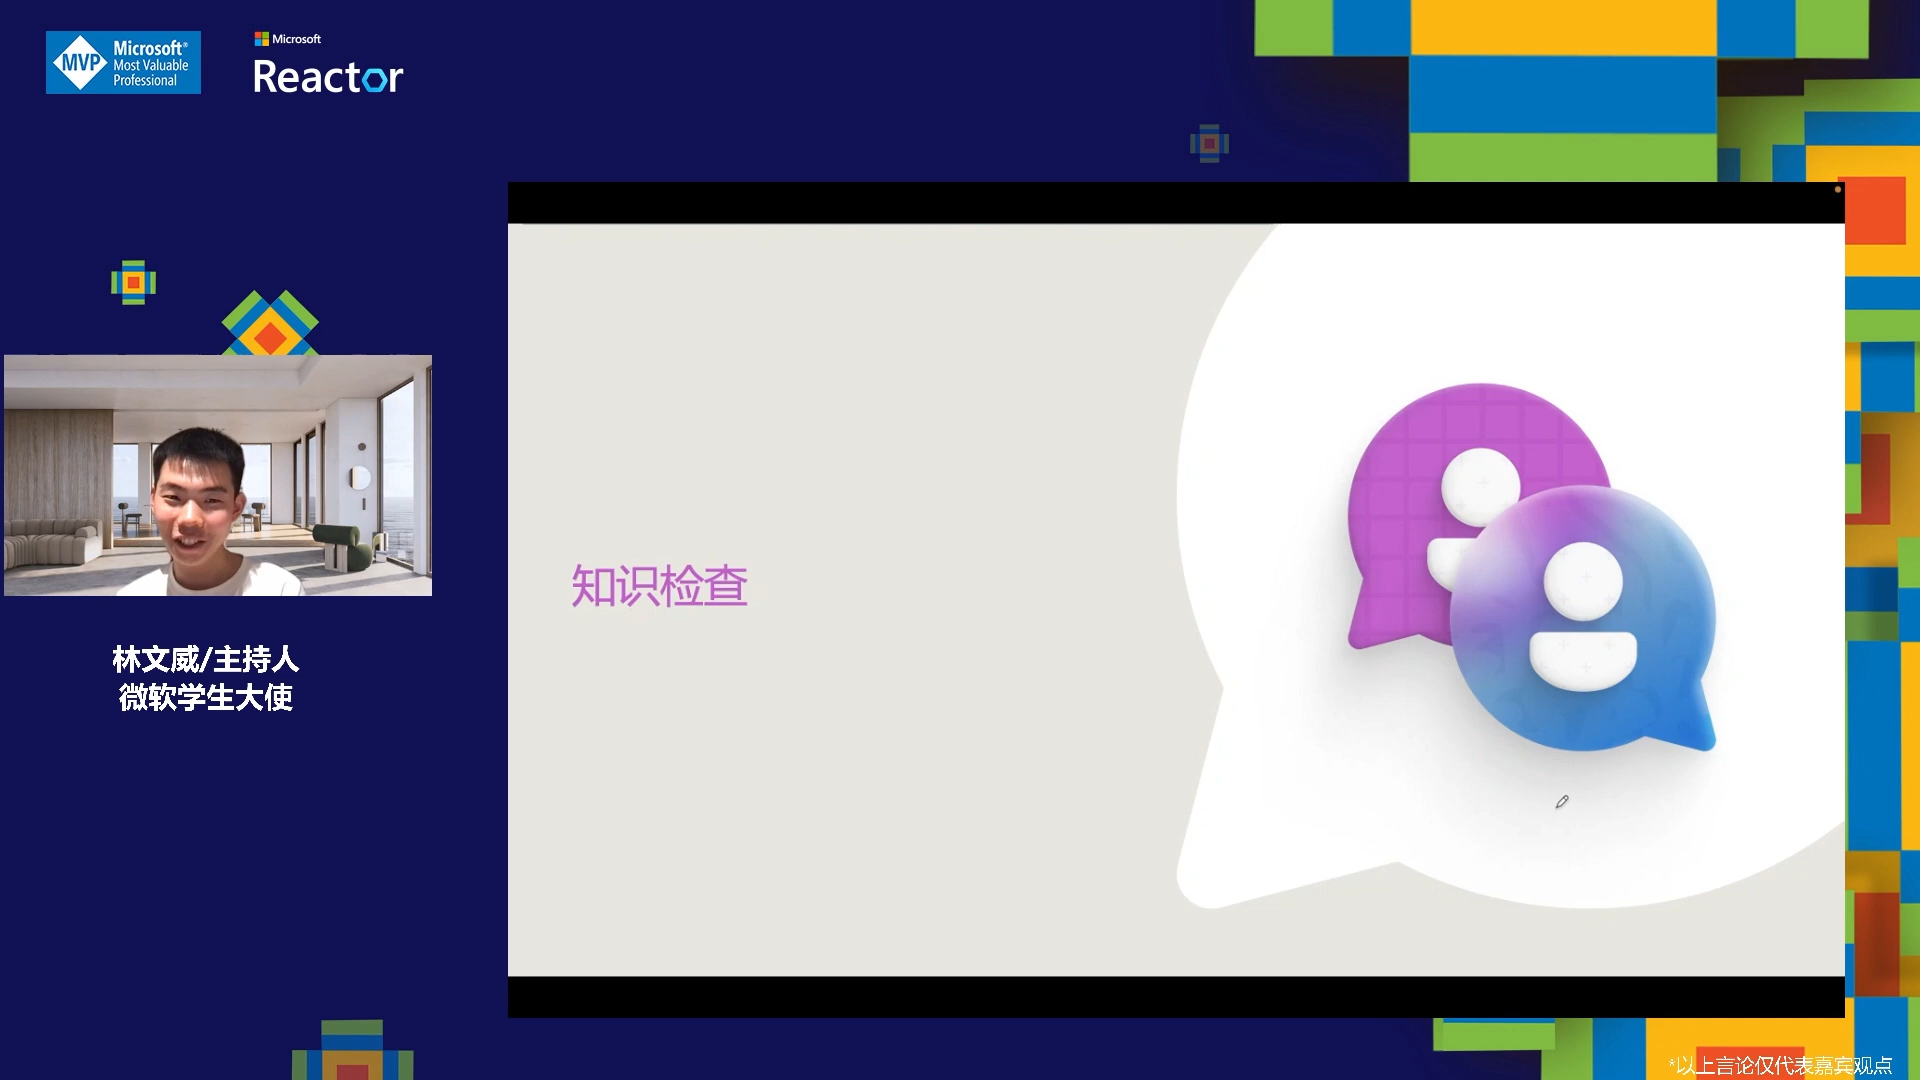 MVP
Microsoft®
Most Valuable
Professional
Microsoft
Reactor
知识检查
林文威/主持人
微软学生大使
*以上言论仅代表嘉宾观点